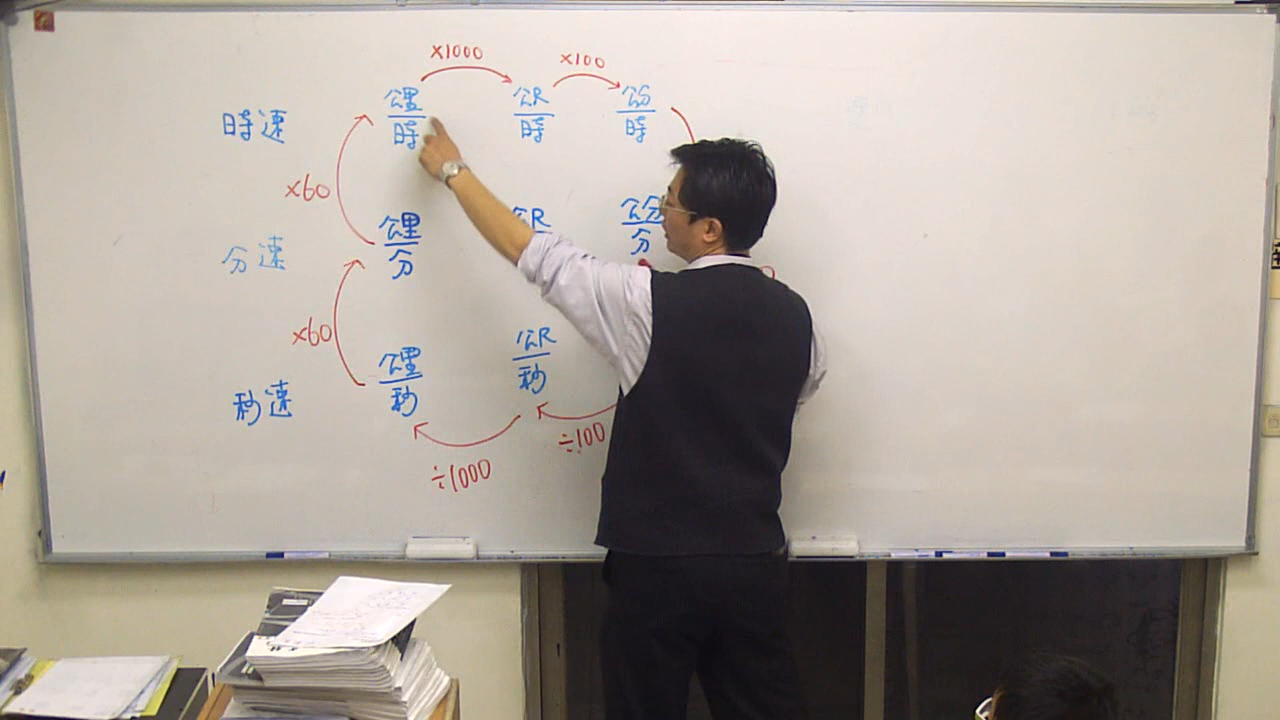 ×1000 ×100
時速 公里/時 公尺/時 公分/時
×60
分速 公里/分 公尺 公分/分
×60
秒速 公里/秒 公尺/秒
÷1000 ÷100